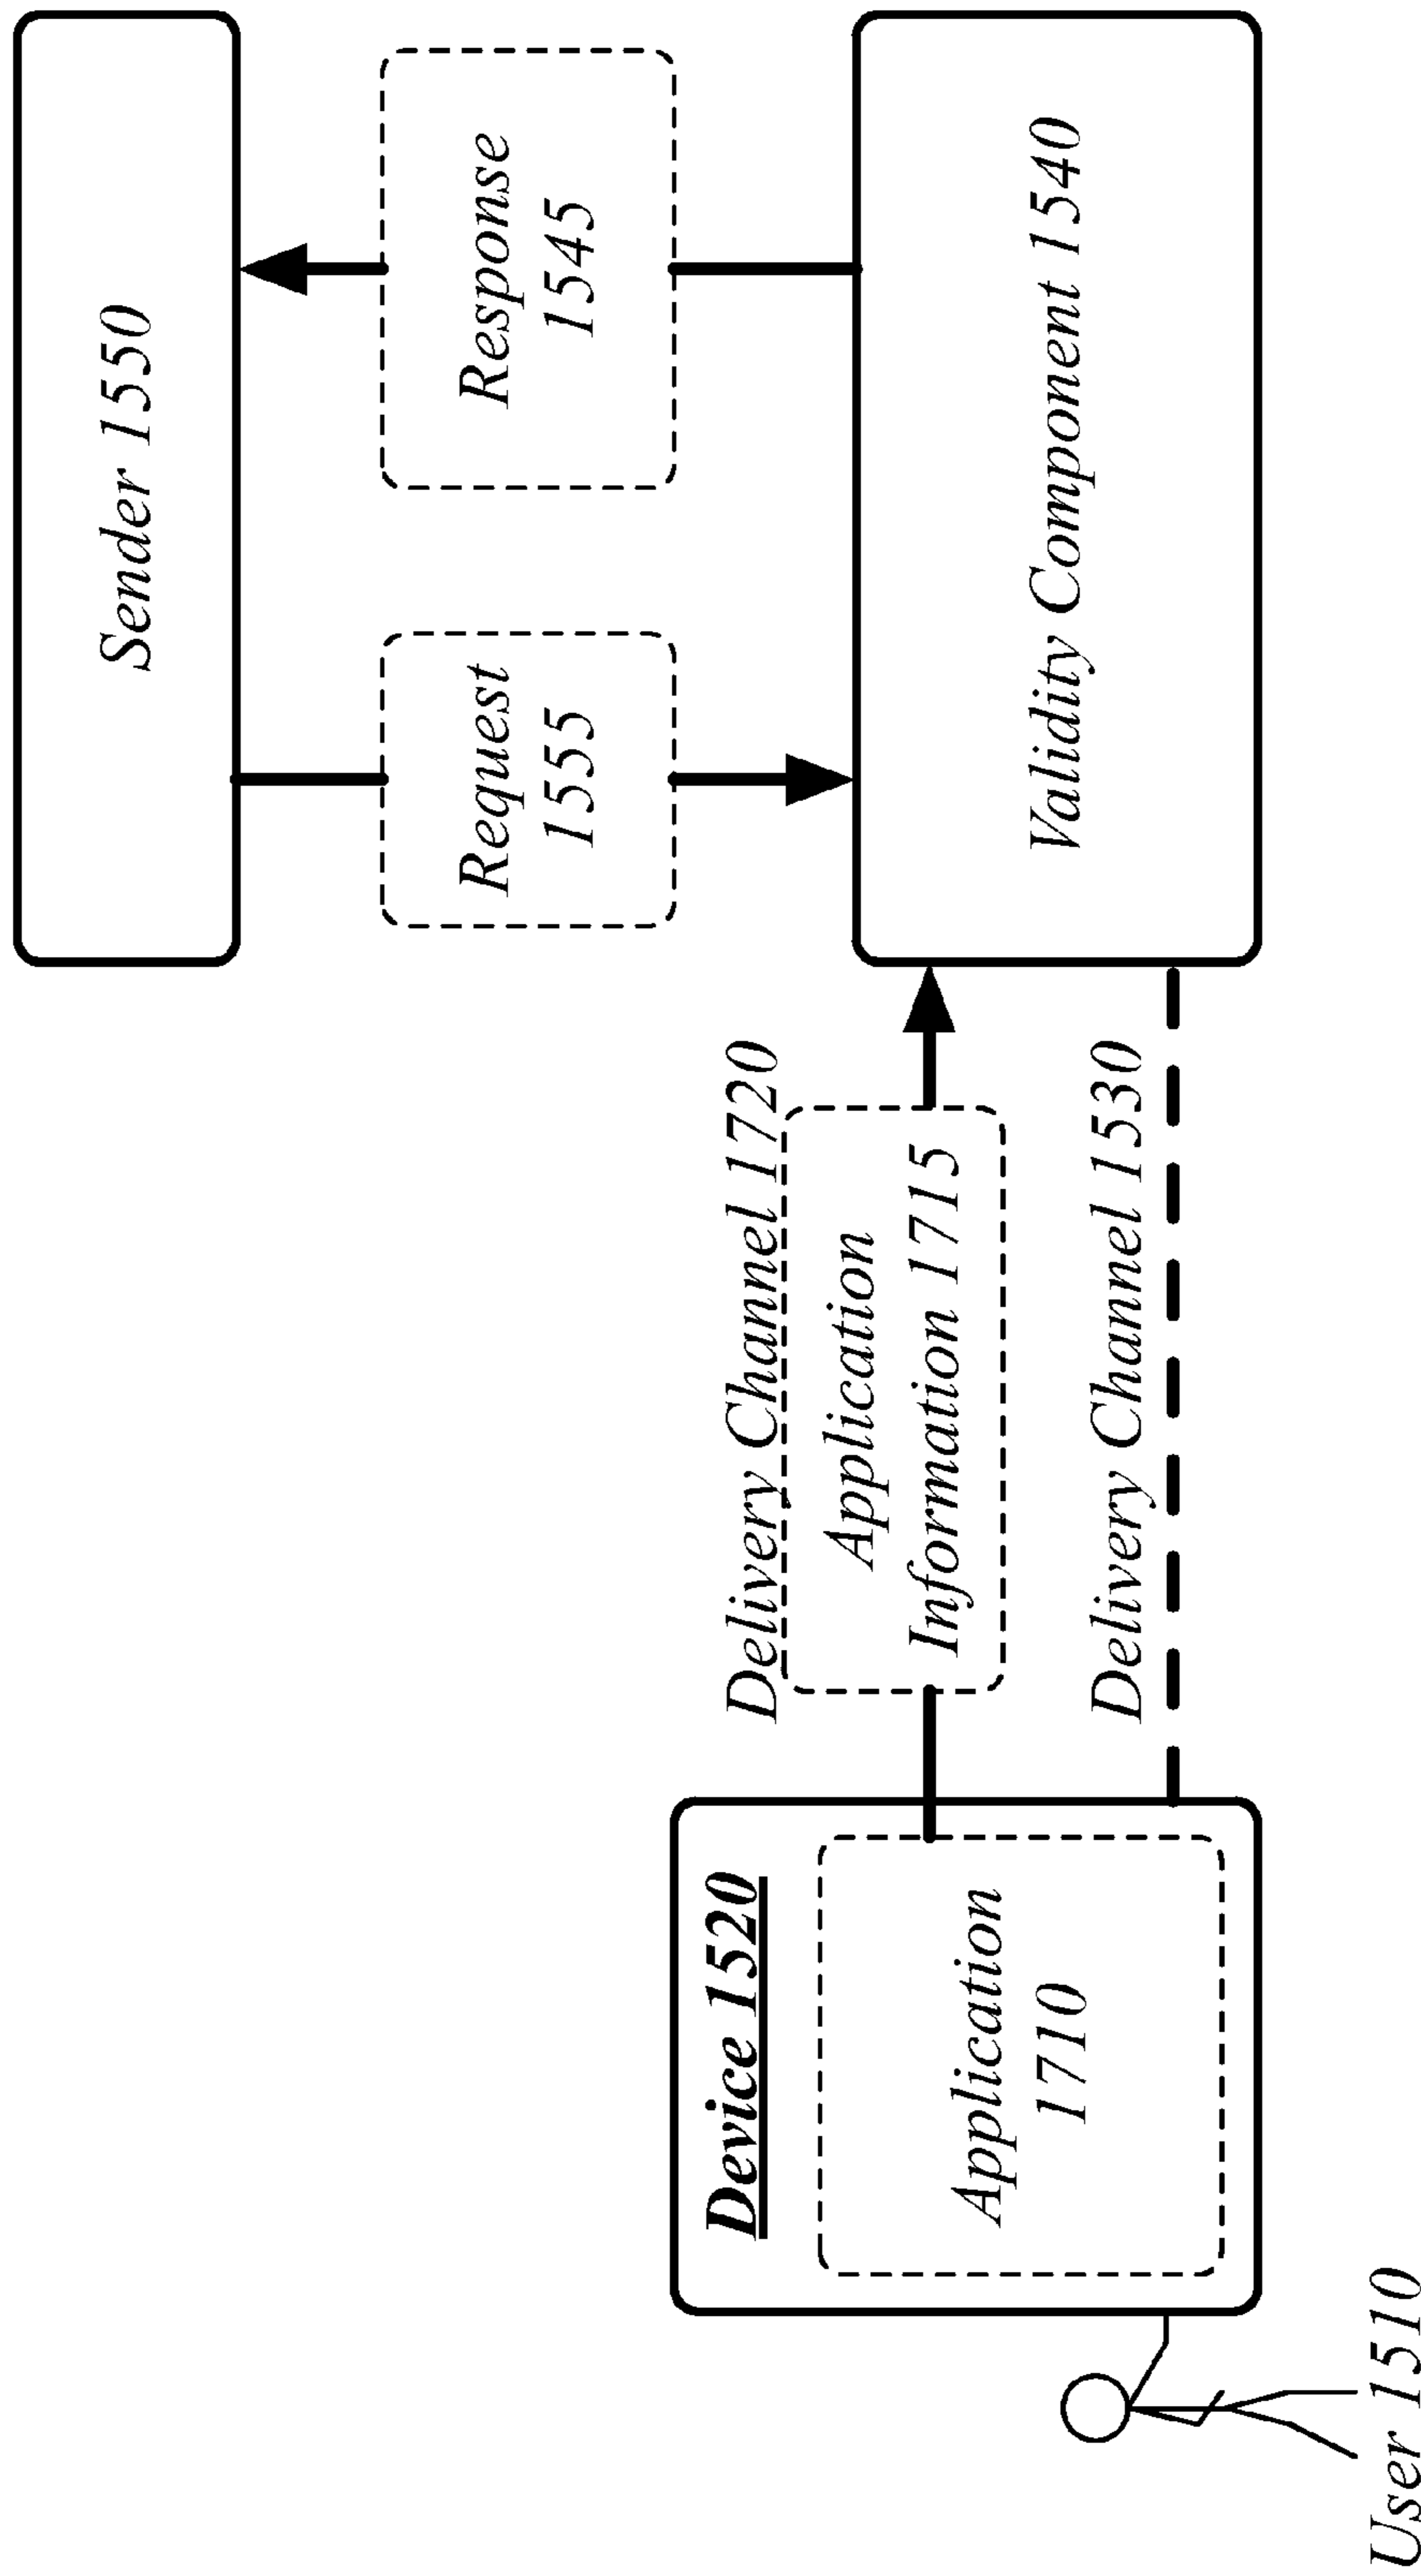 Sender 1550
Request
1555
Response
1545
Device 1520
Delivery Channel 1720
Application
Information 1715
Validity Component 1540
Application
1710
Delivery Channel 1530
User 1510